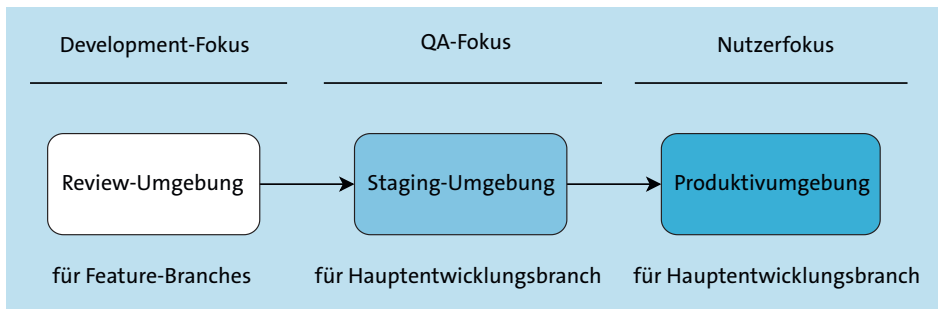 Development-Fokus
QA-Fokus
Nutzerfokus
Review-Umgebung
Staging-Umgebung
Produktivumgebung
für Feature-Branches
für Hauptentwicklungsbranch
für Hauptentwicklungsbranch